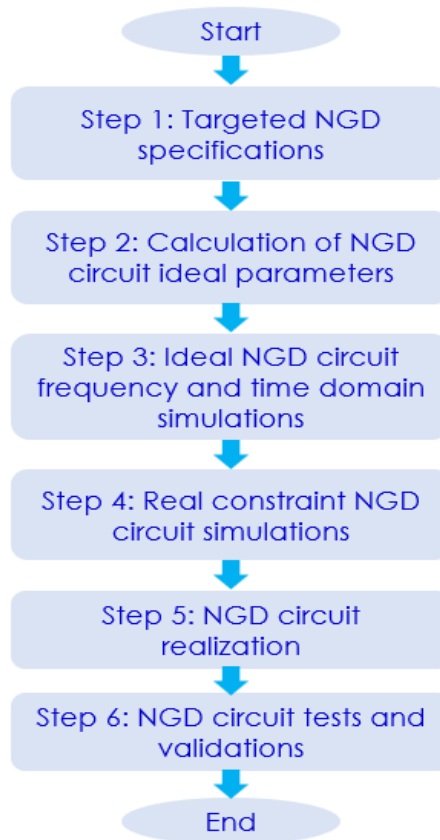 Start
Step 1: Targeted NGD
specifications
Step 2: Calculation of NGD
circuit ideal parameters
Step 3: Ideal NGD circuit
frequency and time domain
simulations
Step 4: Real constraint NGD
circuit simulations
Step 5: NGD circuit
realization
Step 6: NGD circuit tests and
validations
End